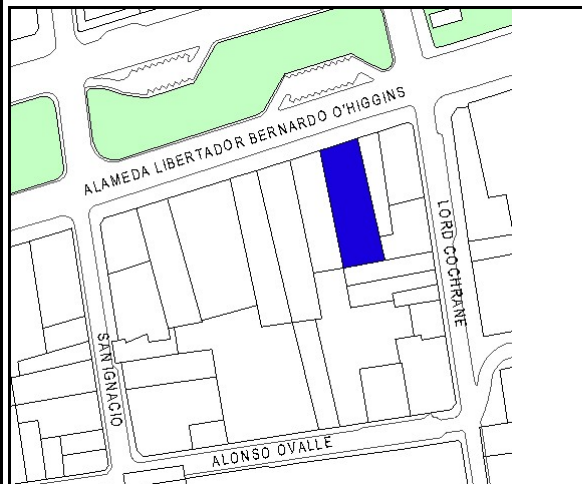 ALAMEDA LIBERTADOR BERNARDO O'HIGGINS
LORD COCHRANE
SAN IGNACIO
ALONSO OVALLE